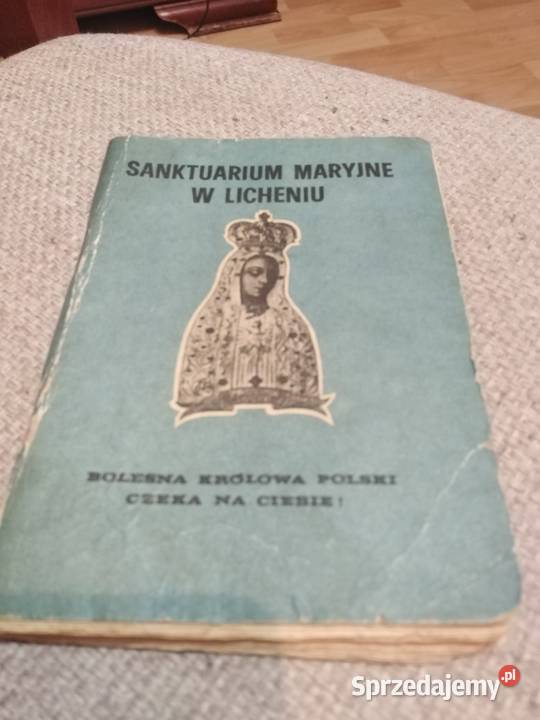 SANKTUARIUM MARYJNE
W LICHENIU
BOLESNA KRÓLOWA POLSKI
CZEKA NA CIEBIE!
Sprzedajemy.pl